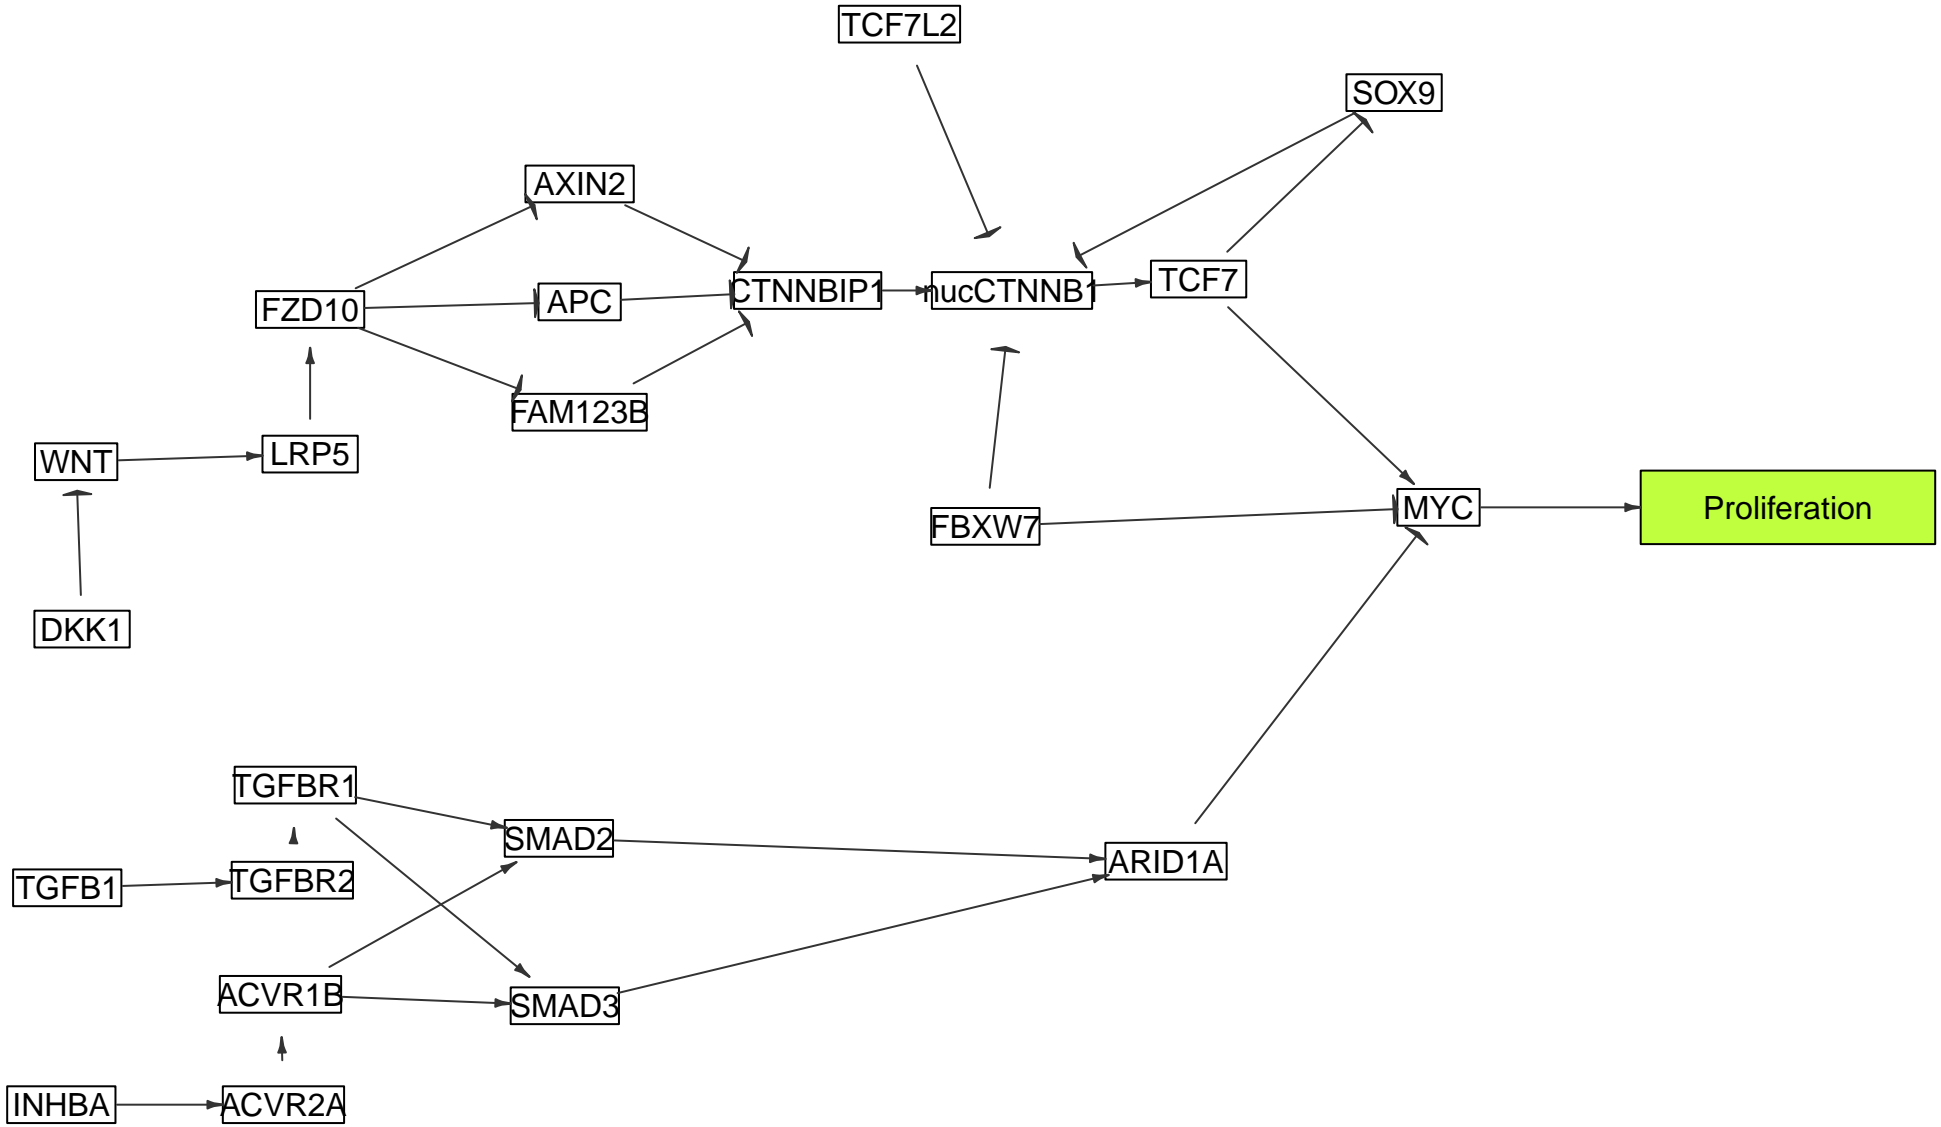 TCF7L2
SOX9
AXIN2
TCF7
CTNNBIP1
nucCTNNB1
APC
FZD10
FAM123B
LRP5
WNT
MYC
Proliferation
FBXW7
DKK1
TGFBR1
SMAD2
ARID1A
TGFBR2
TGFB1
ACVR1B
SMAD3
INHBA
ACVR2A